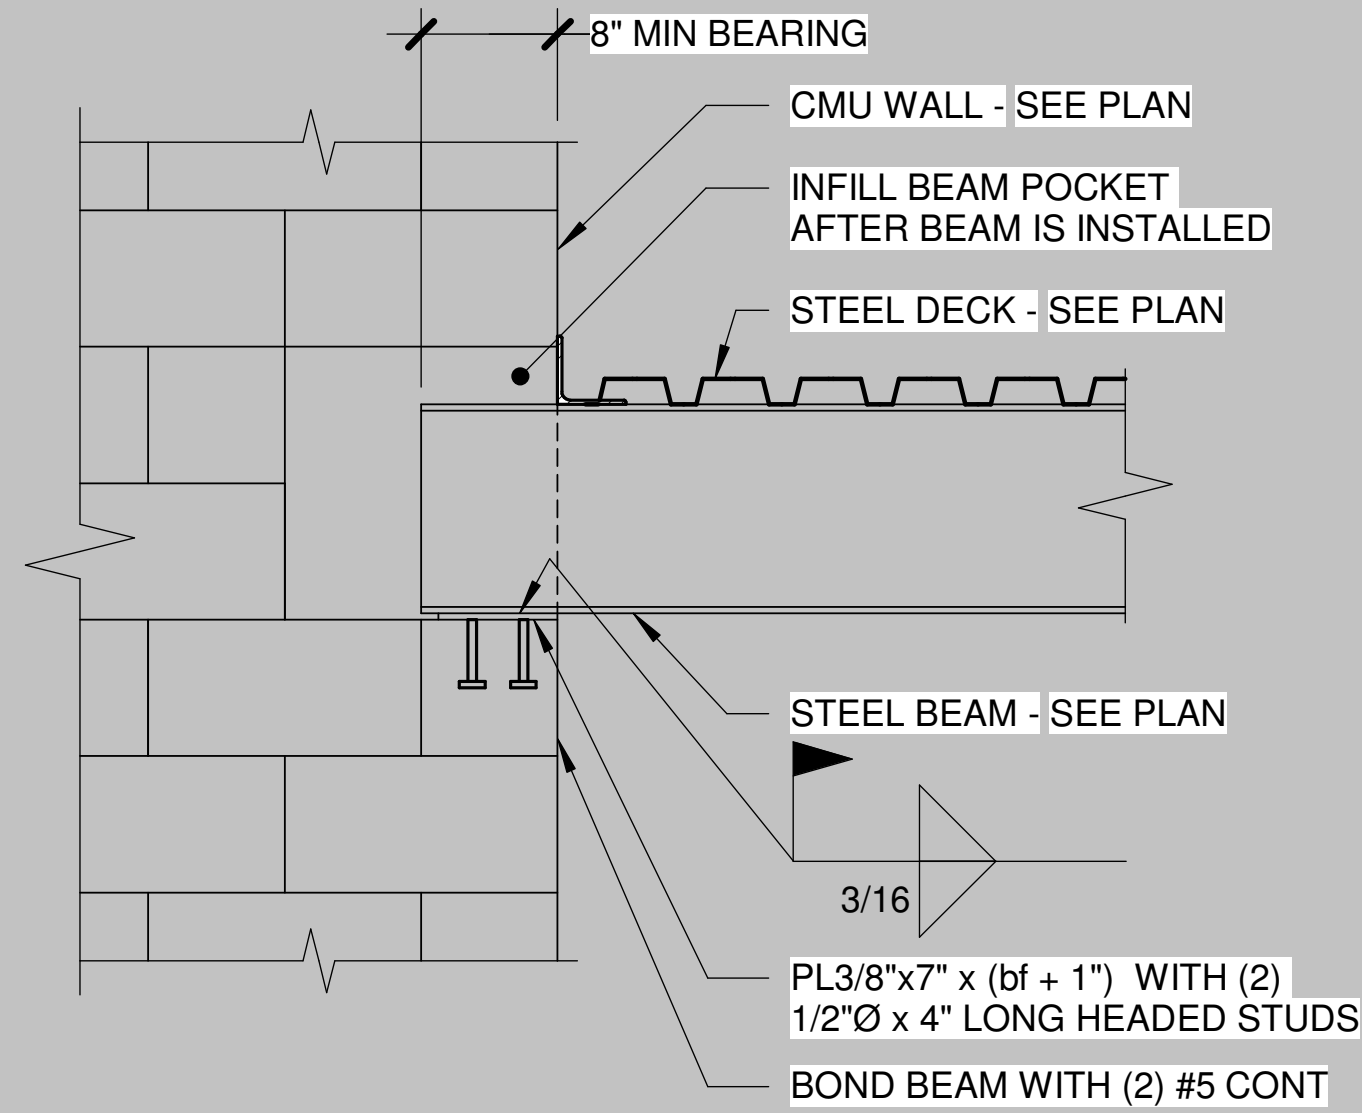 8" MIN BEARING
CMU WALL - SEE PLAN
INFILL BEAM POCKET
AFTER BEAM IS INSTALLED
STEEL DECK - SEE PLAN
STEEL BEAM - SEE PLAN
3/16
PL3/8"x7" x (bf + 1") WITH (2)
1/2"Ø x 4" LONG HEADED STUDS
BOND BEAM WITH (2) #5 CONT